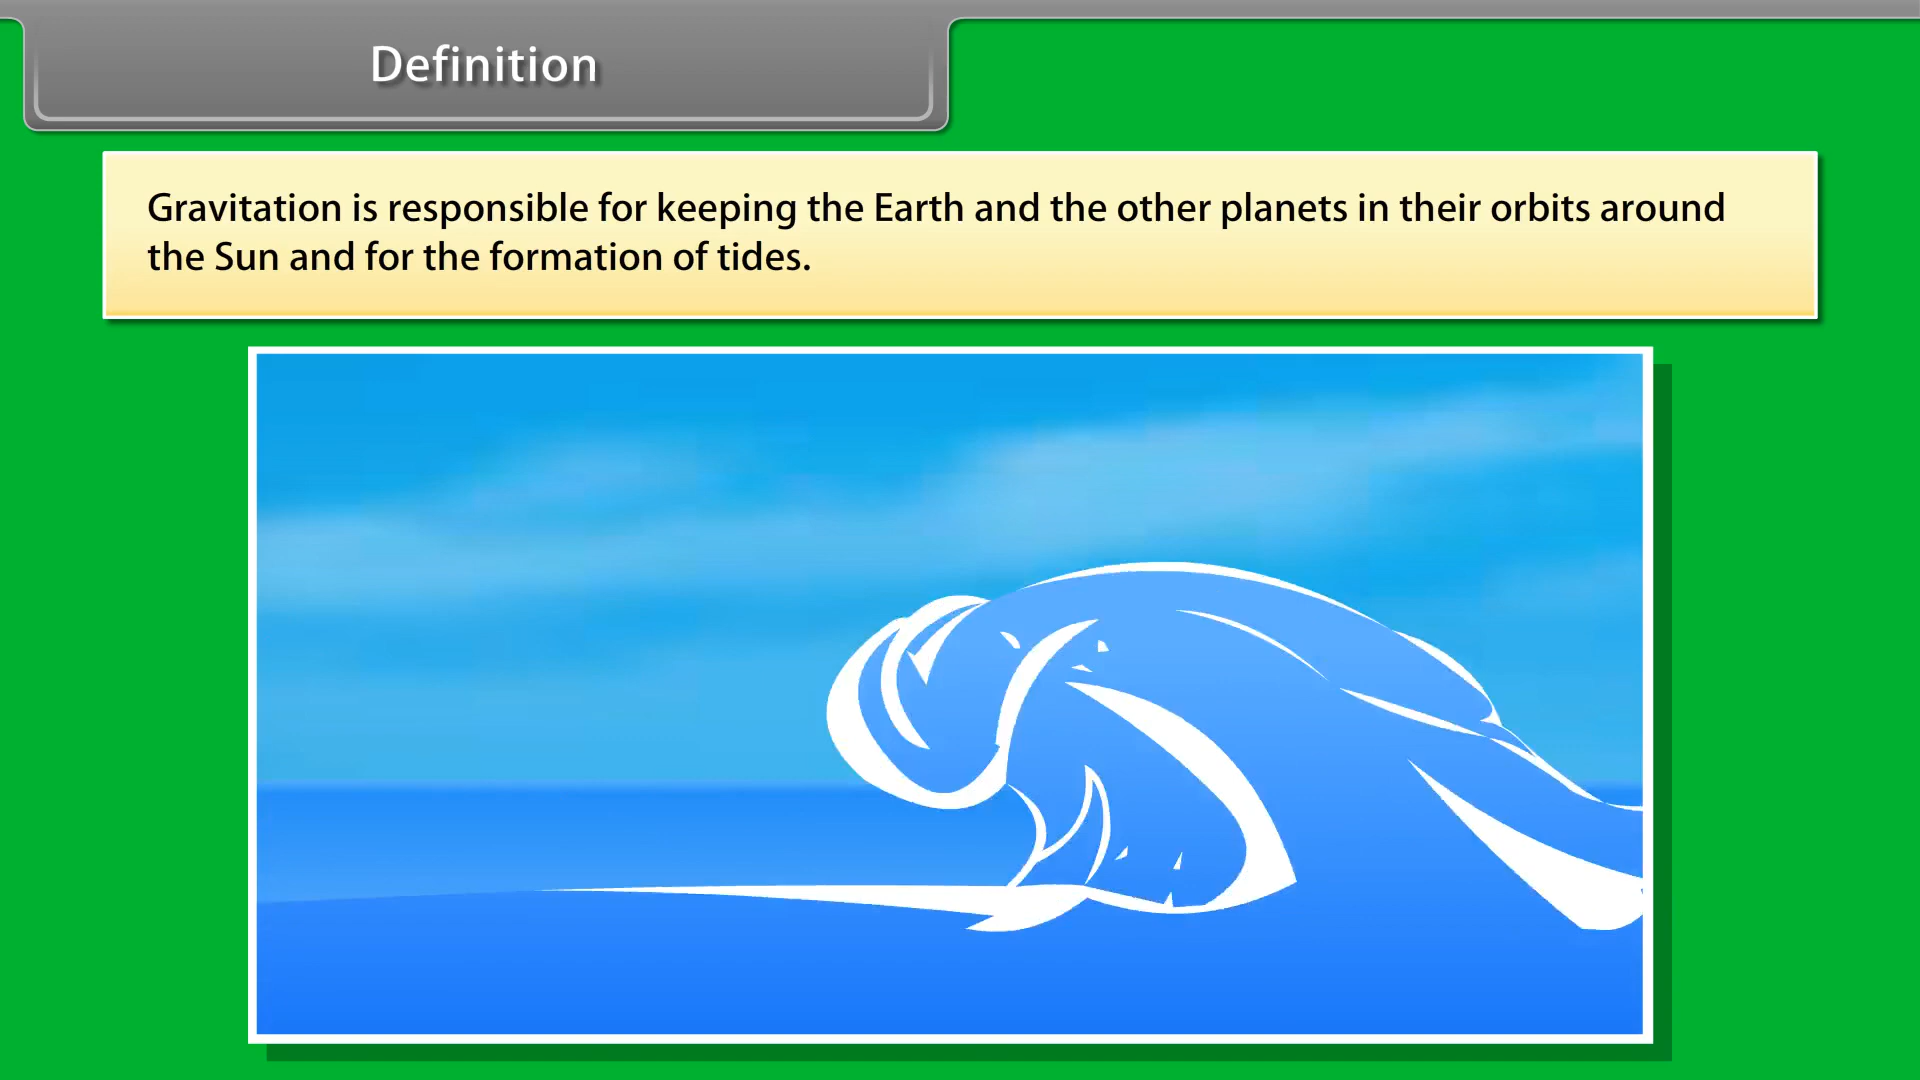 Definition
Gravitation is responsible for keeping the Earth and the other planets in their orbits around
the Sun and for the formation of tides.